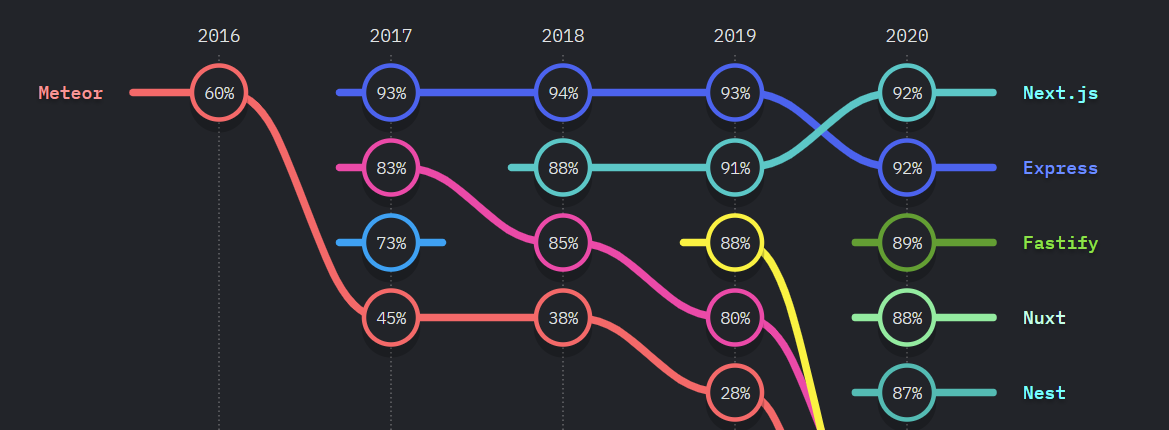 2016 2017 2018 2019 2020
Meteor 60% 93% 94% 93% 92% Next.js
83% 88% 91% 92% Express
73% 85% 88% 89% Fastify
45% 38% 80% 88% Nuxt
28% 87% Nest